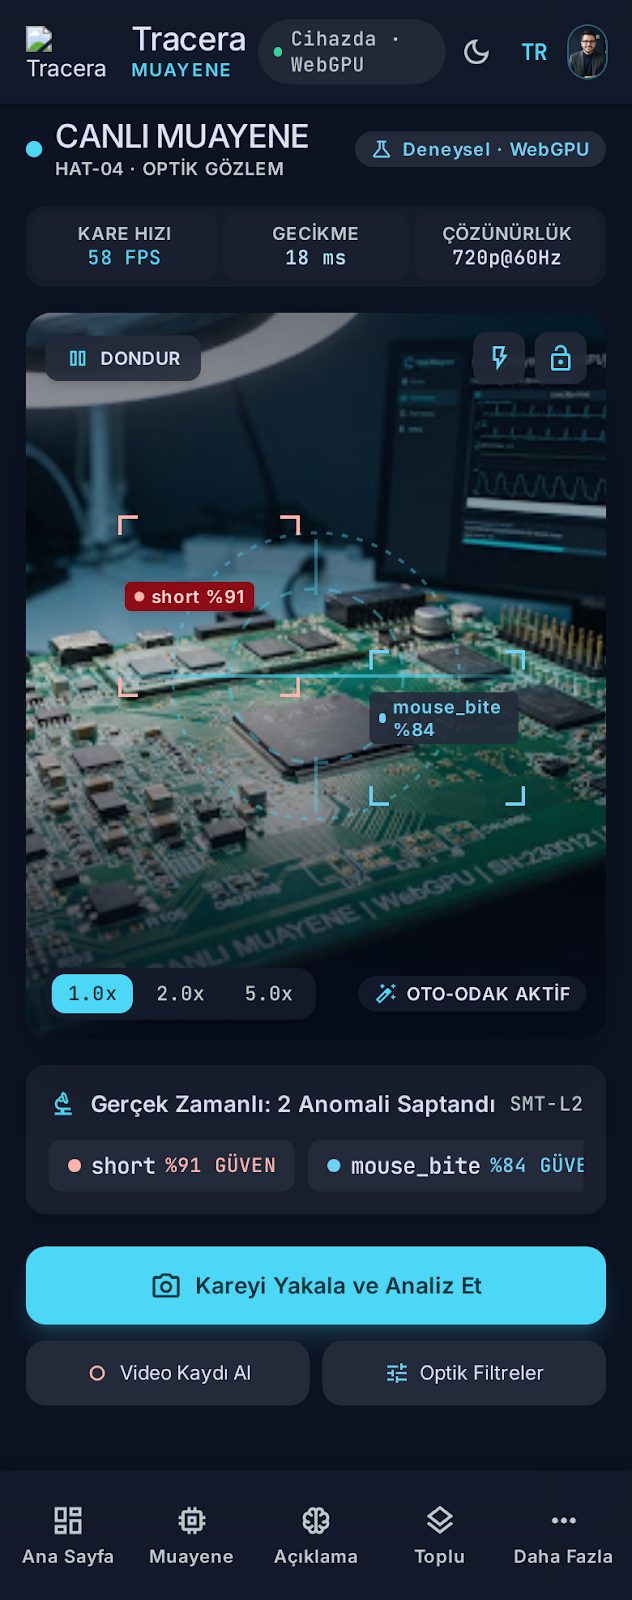 Tracera
Tracera
MUAYENE
Cihazda ·
WebGPU
TR
CANLI MUAYENE
HAT-04 · OPTİK GÖZLEM
Deneysel · WebGPU
KARE HIZI
58 FPS
GECİKME
18 ms
ÇÖZÜNÜRLÜK
720p@60Hz
DONDUR
short %91
mouse_bite
%84
CANLI MUAYENE | WebGPU | SN:230012 |
1.0x
2.0x
5.0x
OTO-ODAK AKTİF
Gerçek Zamanlı: 2 Anomali Saptandı
SMT-L2
short %91 GÜVEN
mouse_bite %84 GÜVE
Kareyi Yakala ve Analiz Et
Video Kaydı Al
Optik Filtreler
Ana Sayfa
Muayene
Açıklama
Toplu
Daha Fazla